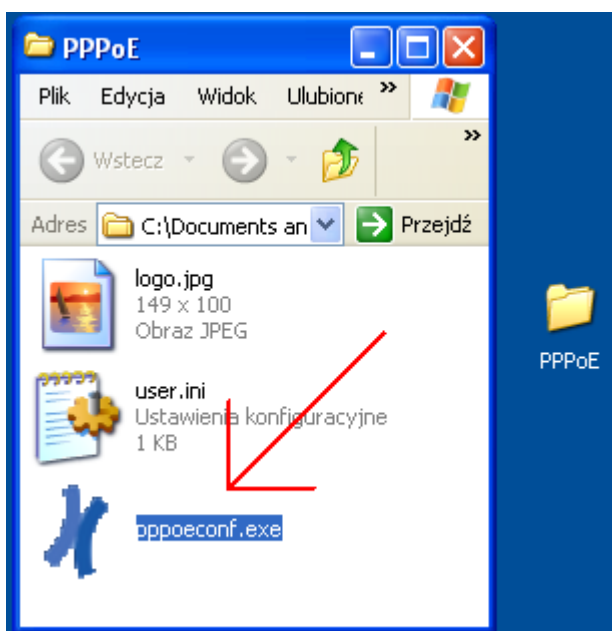 PPPoE
Plik Edycja Widok Ulubione »
Wstecz »
Adres C:\Documents an Przejdź
logo.jpg
149 x 100
Obraz JPEG
user.ini
Ustawienia konfiguracyjne
1 KB
pppoeconf.exe
PPPoE